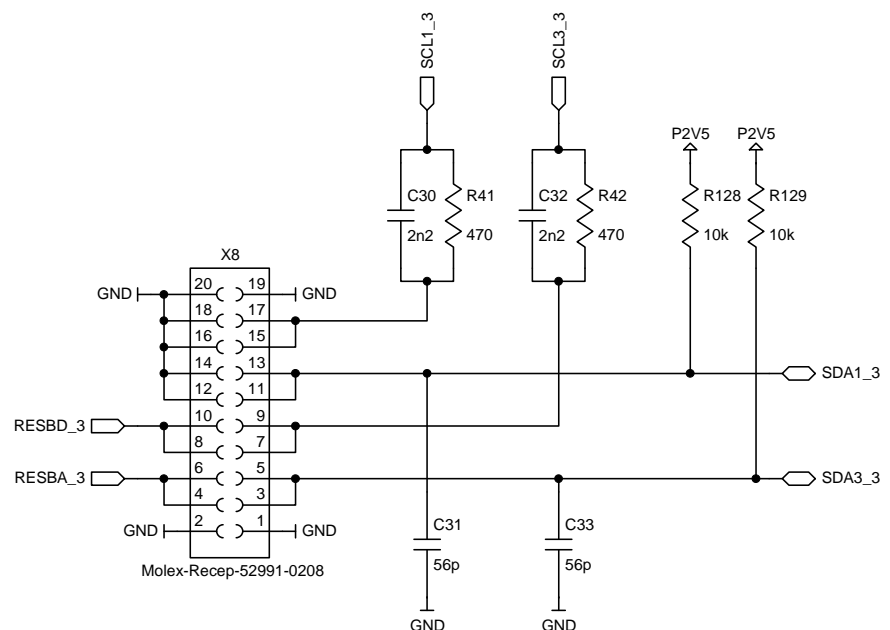 SCL1_3
SCL3_3
P2V5 P2V5
C30 R41 C32 R42 R128 R129
2n2 470 2n2 470 10k 10k
X8
GND 20 19 GND
18 17
16 15
14 13
SDA1_3
12 11
RESBD_3 10 9
8 7
RESBA_3 6 5 SDA3_3
4 3
GND 2 1 GND
C31 C33
56p 56p
Molex-Recep-52991-0208
GND GND